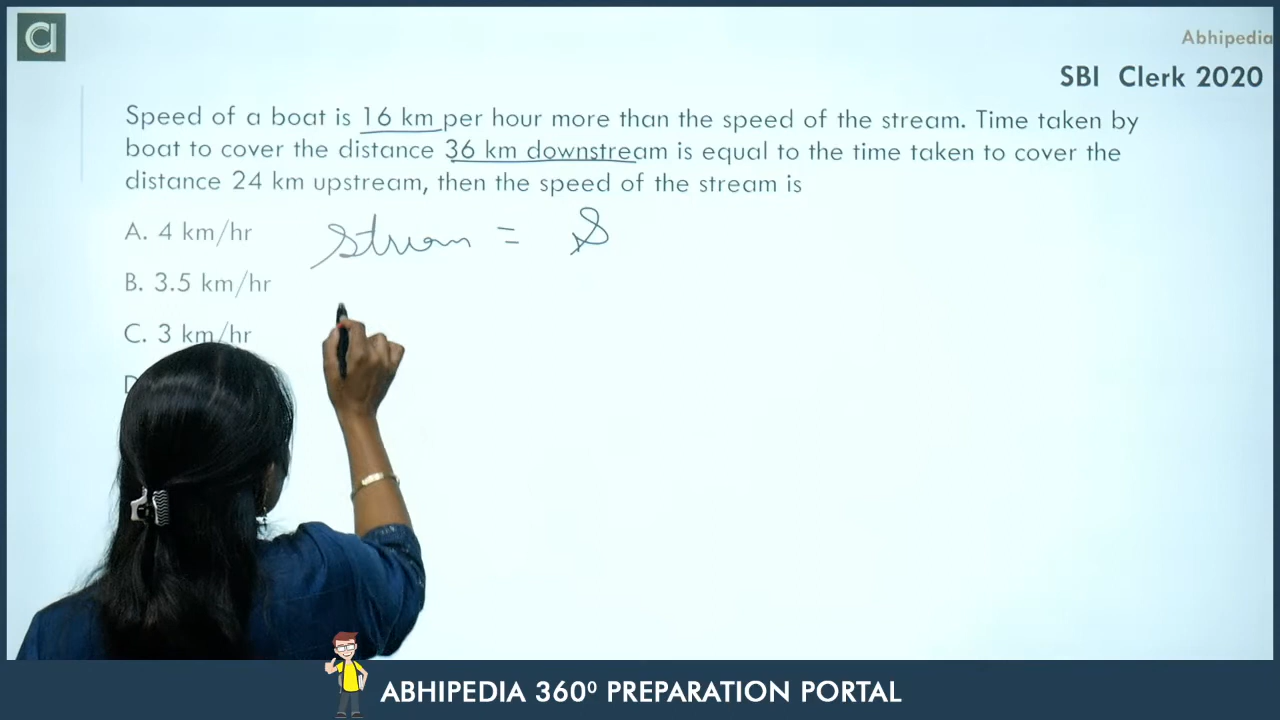 Abhipedia
SBI Clerk 2020
Speed of a boat is 16 km per hour more than the speed of the stream. Time taken by
boat to cover the distance 36 km downstream is equal to the time taken to cover the
distance 24 km upstream, then the speed of the stream is
A. 4 km/hr
B. 3.5 km/hr
C. 3 km/hr
D
stream = S
ABHIPEDIA 360⁰ PREPARATION PORTAL